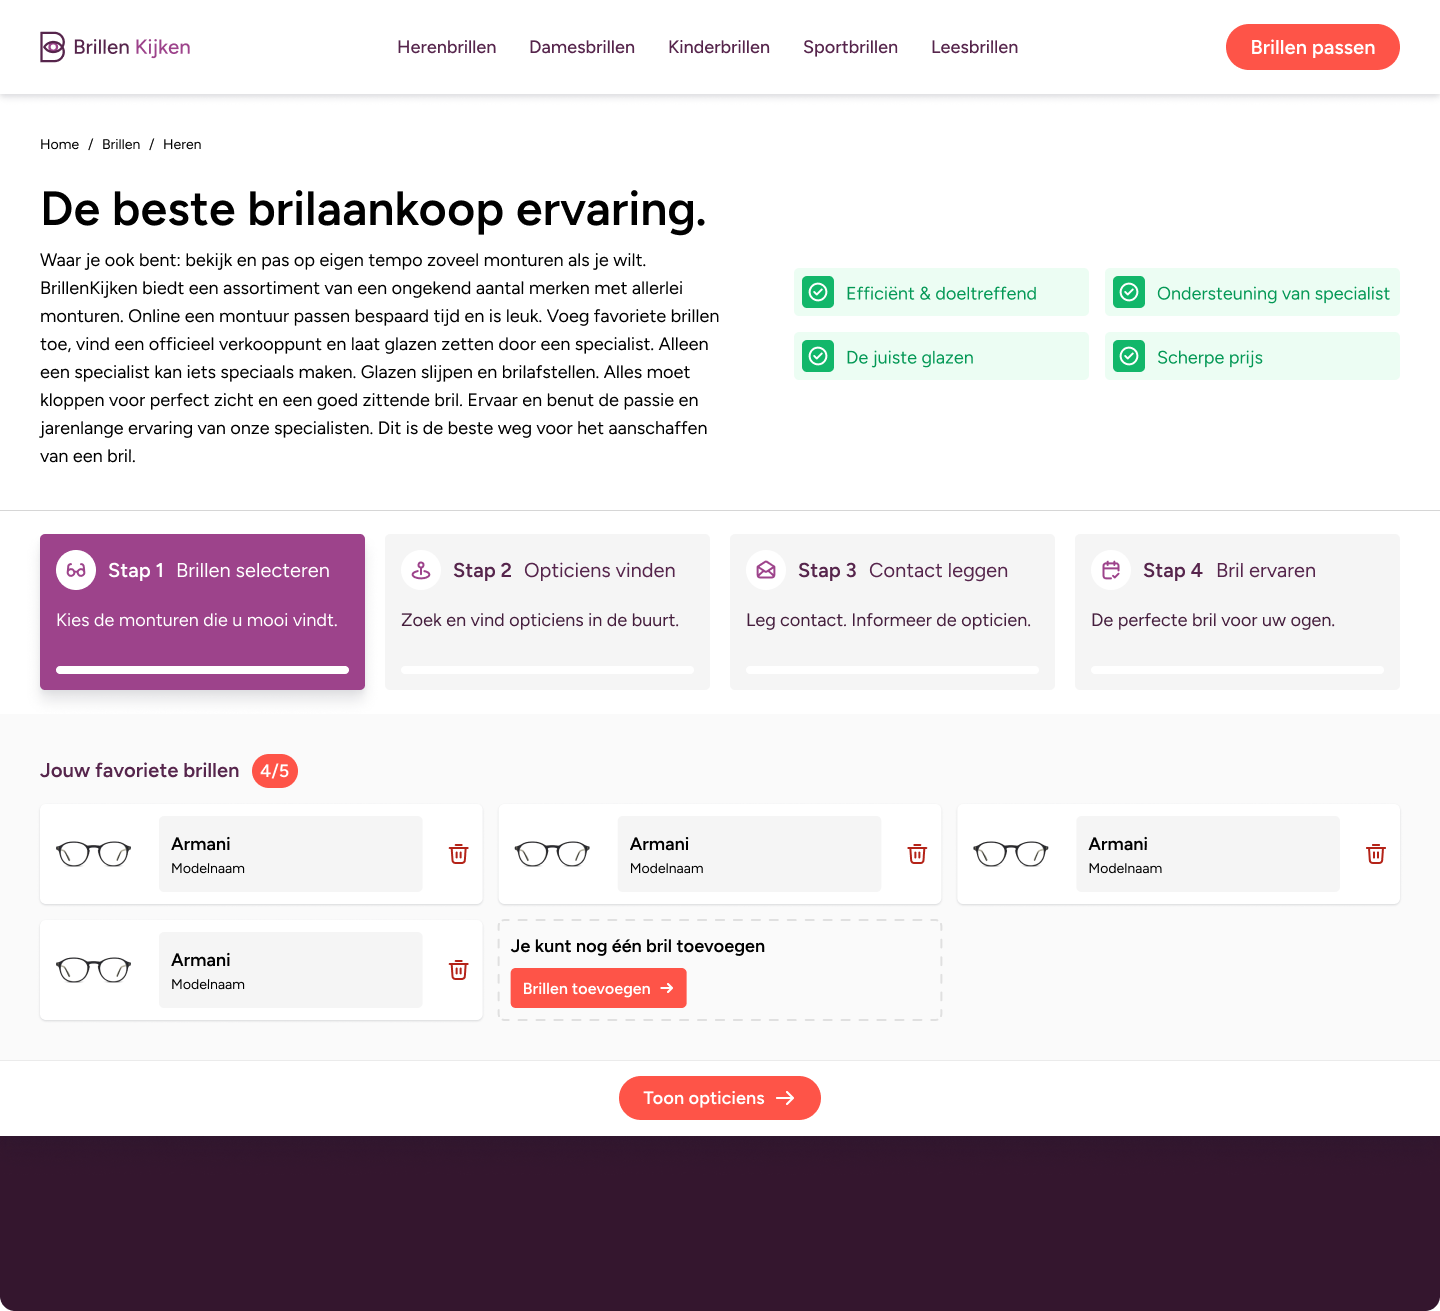 Brillen Kijken
Herenbrillen
Damesbrillen
Kinderbrillen
Sportbrillen
Leesbrillen
Brillen passen
Home / Brillen / Heren
De beste brilaankoop ervaring.
Waar je ook bent: bekijk en pas op eigen tempo zoveel monturen als je wilt.
BrillenKijken biedt een assortiment van een ongekend aantal merken met allerlei
monturen. Online een montuur passen bespaard tijd en is leuk. Voeg favoriete brillen
toe, vind een officieel verkooppunt en laat glazen zetten door een specialist. Alleen
een specialist kan iets speciaals maken. Glazen slijpen en brilafstellen. Alles moet
kloppen voor perfect zicht en een goed zittende bril. Ervaar en benut de passie en
jarenlange ervaring van onze specialisten. Dit is de beste weg voor het aanschaffen
van een bril.
Efficiënt & doeltreffend
Ondersteuning van specialist
De juiste glazen
Scherpe prijs
Stap 1 Brillen selecteren
Kies de monturen die u mooi vindt.
Stap 2 Opticiens vinden
Zoek en vind opticiens in de buurt.
Stap 3 Contact leggen
Leg contact. Informeer de opticien.
Stap 4 Bril ervaren
De perfecte bril voor uw ogen.
Jouw favoriete brillen 4/5
Armani
Modelnaam
Armani
Modelnaam
Armani
Modelnaam
Armani
Modelnaam
Je kunt nog één bril toevoegen
Brillen toevoegen
Toon opticiens